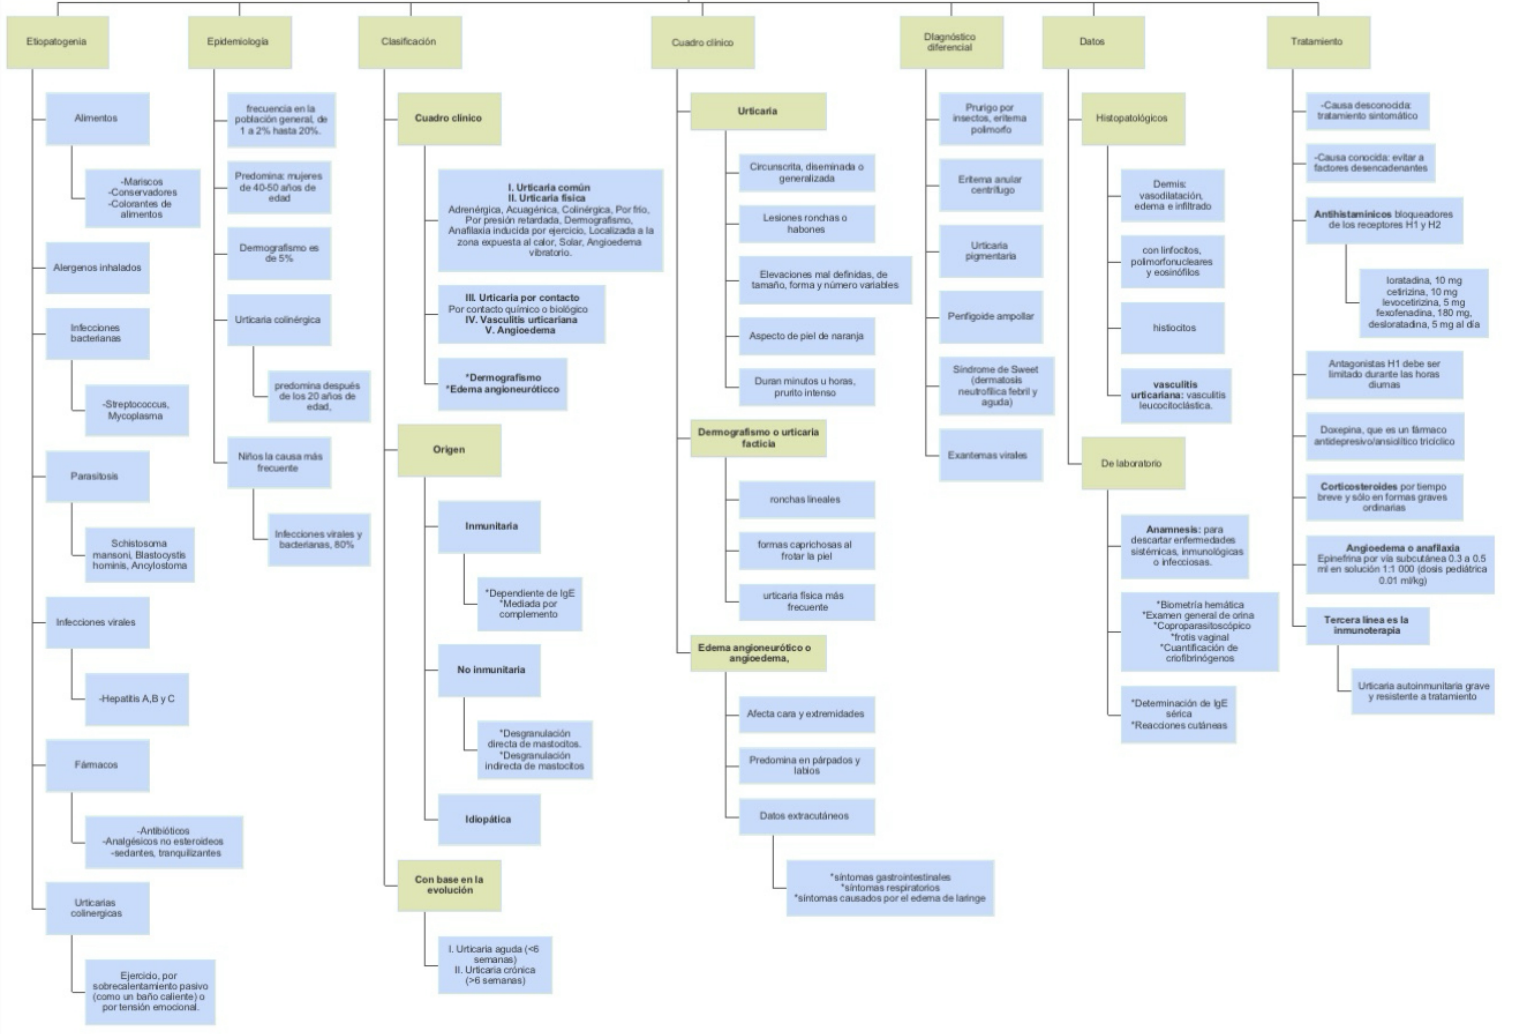 Etiopatogenia
Alimentos
-Mariscos
-Conservadores
-Colorantes de
alimentos
Alergenos inhalados
Infecciones
bacterianas
-Streptococcus,
Mycoplasma
Parasitosis
Schistosoma
mansoni, Blastocystis
hominis, Ancylostoma
Infecciones virales
-Hepatitis A,B y C
Fármacos
-Antibióticos
-Analgésicos no esteroideos
-sedantes, tranquilizantes
Urticarias
colinergicas
Ejercicio, por
sobrecalentamiento pasivo
(como un baño caliente) o
por tensión emocional.
Epidemiología
frecuencia en la
población general, de
1 a 2% hasta 20%.
Predomina: mujeres
de 40-50 años de
edad
Dermografismo es
de 5%
Urticaria colinérgica
predomina después
de los 20 años de
edad,
Niños la causa más
frecuente
Infecciones virales y
bacterianas, 80%
Clasificación
Cuadro clínico
I. Urticaria común
II. Urticaria física
Adrenérgica, Acuagénica, Colinérgica, Por frío,
Por presión retardada, Dermografismo,
Anafilaxia inducida por ejercicio, Localizada a la
zona expuesta al calor, Solar, Angioedema
vibratorio.
III. Urticaria por contacto
Por contacto químico o biológico
IV. Vasculitis urticariana
V. Angioedema
*Dermografismo
*Edema angioneuróticco
Origen
Inmunitaria
*Dependiente de IgE
*Mediada por
complemento
No inmunitaria
*Desgranulación
directa de mastocitos.
*Desgranulación
indirecta de mastocitos
Idiopática
Con base en la
evolución
I. Urticaria aguda (<6
semanas)
II. Urticaria crónica
(>6 semanas)
Cuadro clínico
Urticaria
Circunscrita, diseminada o
generalizada
Lesiones ronchas o
habones
Elevaciones mal definidas, de
tamaño, forma y número variables
Aspecto de piel de naranja
Duran minutos u horas,
prurito intenso
Dermografismo o urticaria
facticia
ronchas lineales
formas caprichosas al
frotar la piel
urticaria física más
frecuente
Edema angioneurótico o
angioedema,
Afecta cara y extremidades
Predomina en párpados y
labios
Datos extracutáneos
*síntomas gastrointestinales
*síntomas respiratorios
*síntomas causados por el edema de laringe
DIagnóstico
diferencial
Prurigo por
insectos, eritema
polimorfo
Eritema anular
centrífugo
Urticaria
pigmentaria
Penfigoide ampollar
Síndrome de Sweet
(dermatosis
neutrofílica febril y
aguda)
Exantemas virales
Datos
Histopatológicos
Dermis:
vasodilatación,
edema e infiltrado
con linfocitos,
polimorfonucleares
y eosinófilos
histiocitos
vasculitis
urticariana: vasculitis
leucocitoclástica.
De laboratorio
Anamnesis: para
descartar enfermedades
sistémicas, inmunológicas
o infecciosas.
*Biometría hemática
*Examen general de orina
*Coproparasitoscópico
*frotis vaginal
*Cuantificación de
criofibrinógenos
*Determinación de IgE
sérica
*Reacciones cutáneas
Tratamiento
-Causa desconocida:
tratamiento sintomático
-Causa conocida: evitar a
factores desencadenantes
Antihistamínicos bloqueadores
de los receptores H1 y H2
loratadina, 10 mg
cetirizina, 10 mg
levocetirizina, 5 mg
fexofenadina, 180 mg,
desloratadina, 5 mg al día
Antagonistas H1 debe ser
limitado durante las horas
diurnas
Doxepina, que es un fármaco
antidepresivo/ansiolítico tricíclico
Corticosteroides por tiempo
breve y sólo en formas graves
ordinarias
Angioedema o anafilaxia
Epinefrina por vía subcutánea 0.3 a 0.5
ml en solución 1:1 000 (dosis pediátrica
0.01 ml/kg)
Tercera línea es la
inmunoterapia
Urticaria autoinmunitaria grave
y resistente a tratamiento